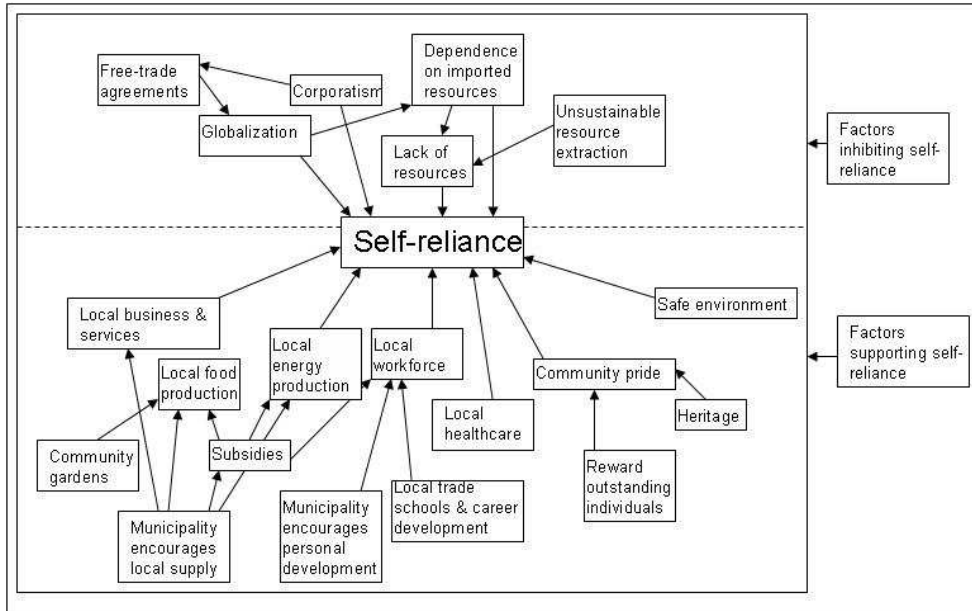 Free-trade
agreements
Corporatism
Dependence
on imported
resources
Globalization
Lack of
resources
Unsustainable
resource
extraction
Factors
inhibiting self-
reliance
Self-reliance
Safe environment
Local business &
services
Local food
production
Local
energy
production
Local
workforce
Community pride
Factors
supporting self-
reliance
Community
gardens
Subsidies
Local
healthcare
Heritage
Municipality
encourages
local supply
Municipality
encourages
personal
development
Local trade
schools & career
development
Reward
outstanding
individuals